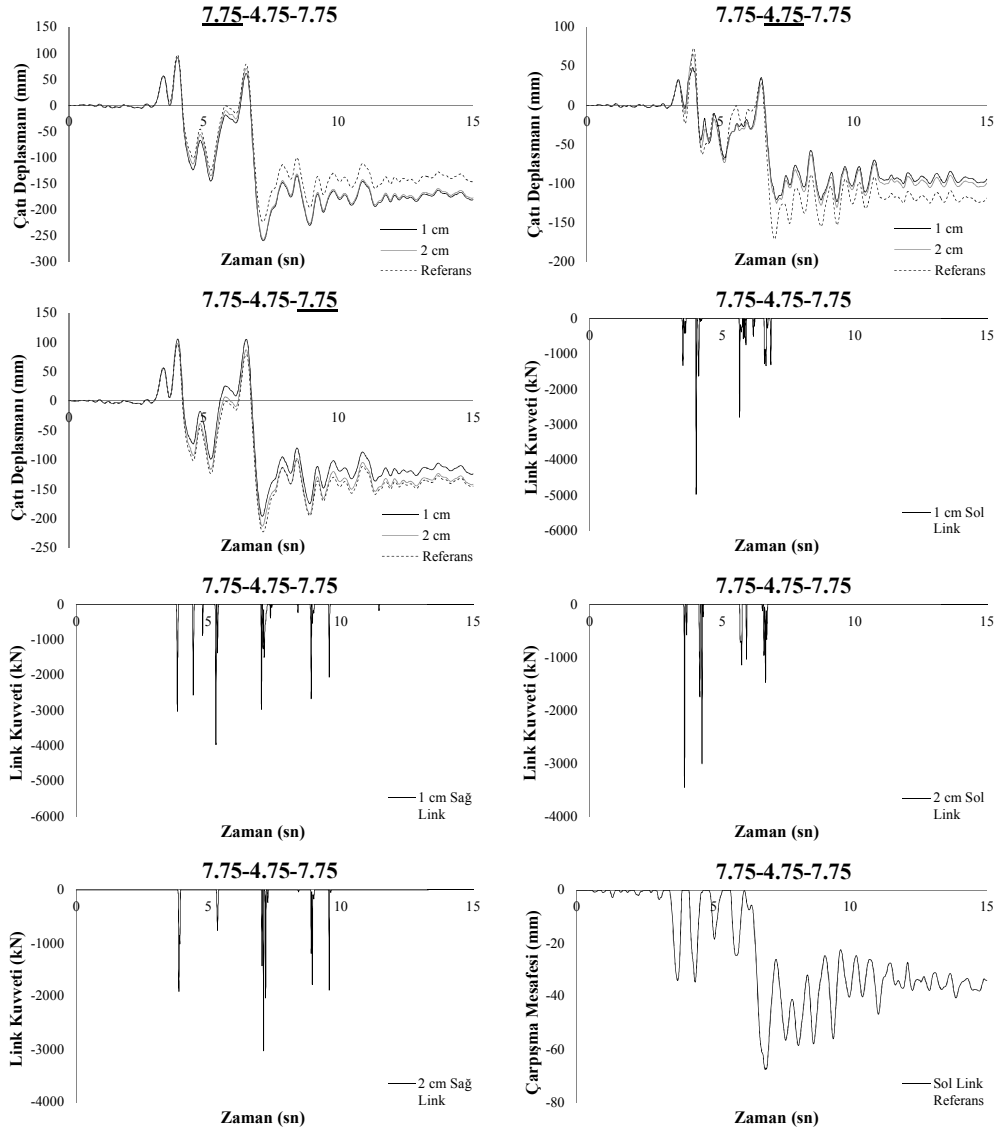 7.75-4.75-7.75
150
100
50
0
-50
-100
-150
-200
-250
-300
0
5
10
15
Çatı Deplasmanı (mm)
Zaman (sn)
1 cm
2 cm
Referans
7.75-4.75-7.75
100
50
0
-50
-100
-150
-200
0
5
10
15
Çatı Deplasmanı (mm)
Zaman (sn)
1 cm
2 cm
Referans
7.75-4.75-7.75
150
100
50
0
-50
-100
-150
-200
-250
0
5
10
15
Çatı Deplasmanı (mm)
Zaman (sn)
1 cm
2 cm
Referans
7.75-4.75-7.75
0
-1000
-2000
-3000
-4000
-5000
-6000
0
5
10
15
Link Kuvveti (kN)
Zaman (sn)
1 cm Sol
Link
7.75-4.75-7.75
0
-1000
-2000
-3000
-4000
-5000
-6000
0
5
10
15
Link Kuvveti (kN)
Zaman (sn)
1 cm Sağ
Link
7.75-4.75-7.75
0
-1000
-2000
-3000
-4000
0
5
10
15
Link Kuvveti (kN)
Zaman (sn)
2 cm Sol
Link
7.75-4.75-7.75
0
-1000
-2000
-3000
-4000
0
5
10
15
Link Kuvveti (kN)
Zaman (sn)
2 cm Sağ
Link
7.75-4.75-7.75
0
-20
-40
-60
-80
0
5
10
15
Çarpışma Mesafesi (mm)
Zaman (sn)
Sol Link
Referans